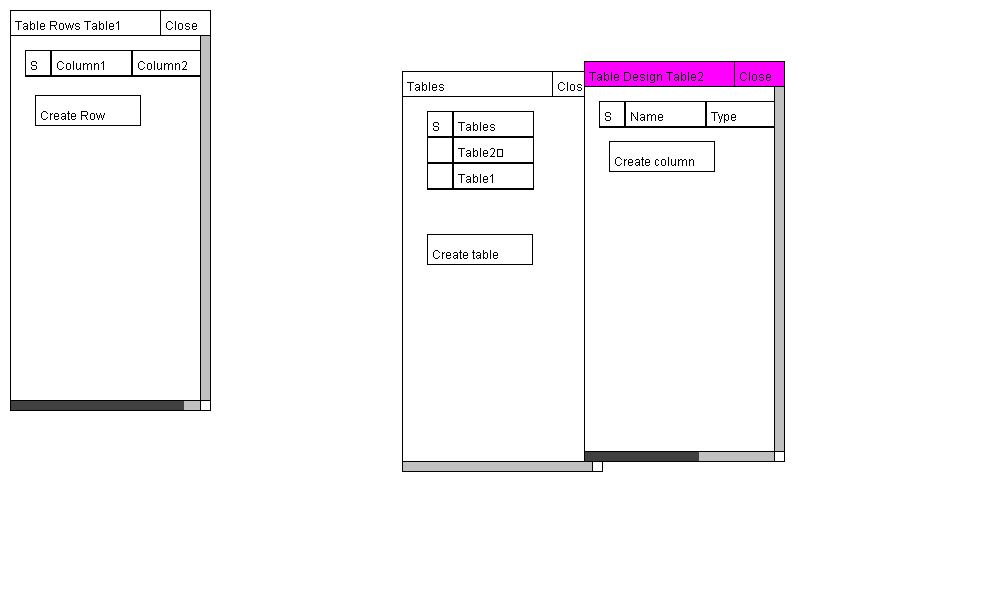 Table Rows Table1 Close
S Column1 Column2
Create Row
Tables Clos
S Tables
Table2▯
Table1
Create table
Table Design Table2 Close
S Name Type
Create column